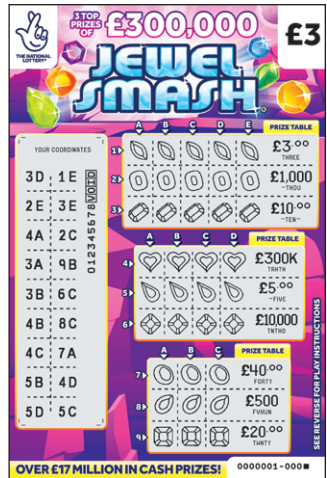 3 TOP
PRIZES
OF
£300,000
£3
THE NATIONAL
LOTTERY®
JEWEL
SMASH
A B C D E PRIZE TABLE
1 £3.00
THREE
2 £1,000
-THOU
3 £10.00
-TEN-
YOUR COORDINATES
3D 1E
2E 3E
4A 2C
3A 9B
3B 6C
4B 8C
4C 7A
5B 4D
5D 5C
012345678 VOID
A B C D PRIZE TABLE
4 £300K
TRHTH
5 £5.00
-FIVE
6 £10,000
TNTHO
A B C PRIZE TABLE
7 £40.00
FORTY
8 £500
FVHUN
9 £20.00
TWNTY
SEE REVERSE FOR PLAY INSTRUCTIONS
OVER £17 MILLION IN CASH PRIZES!
0000001-000